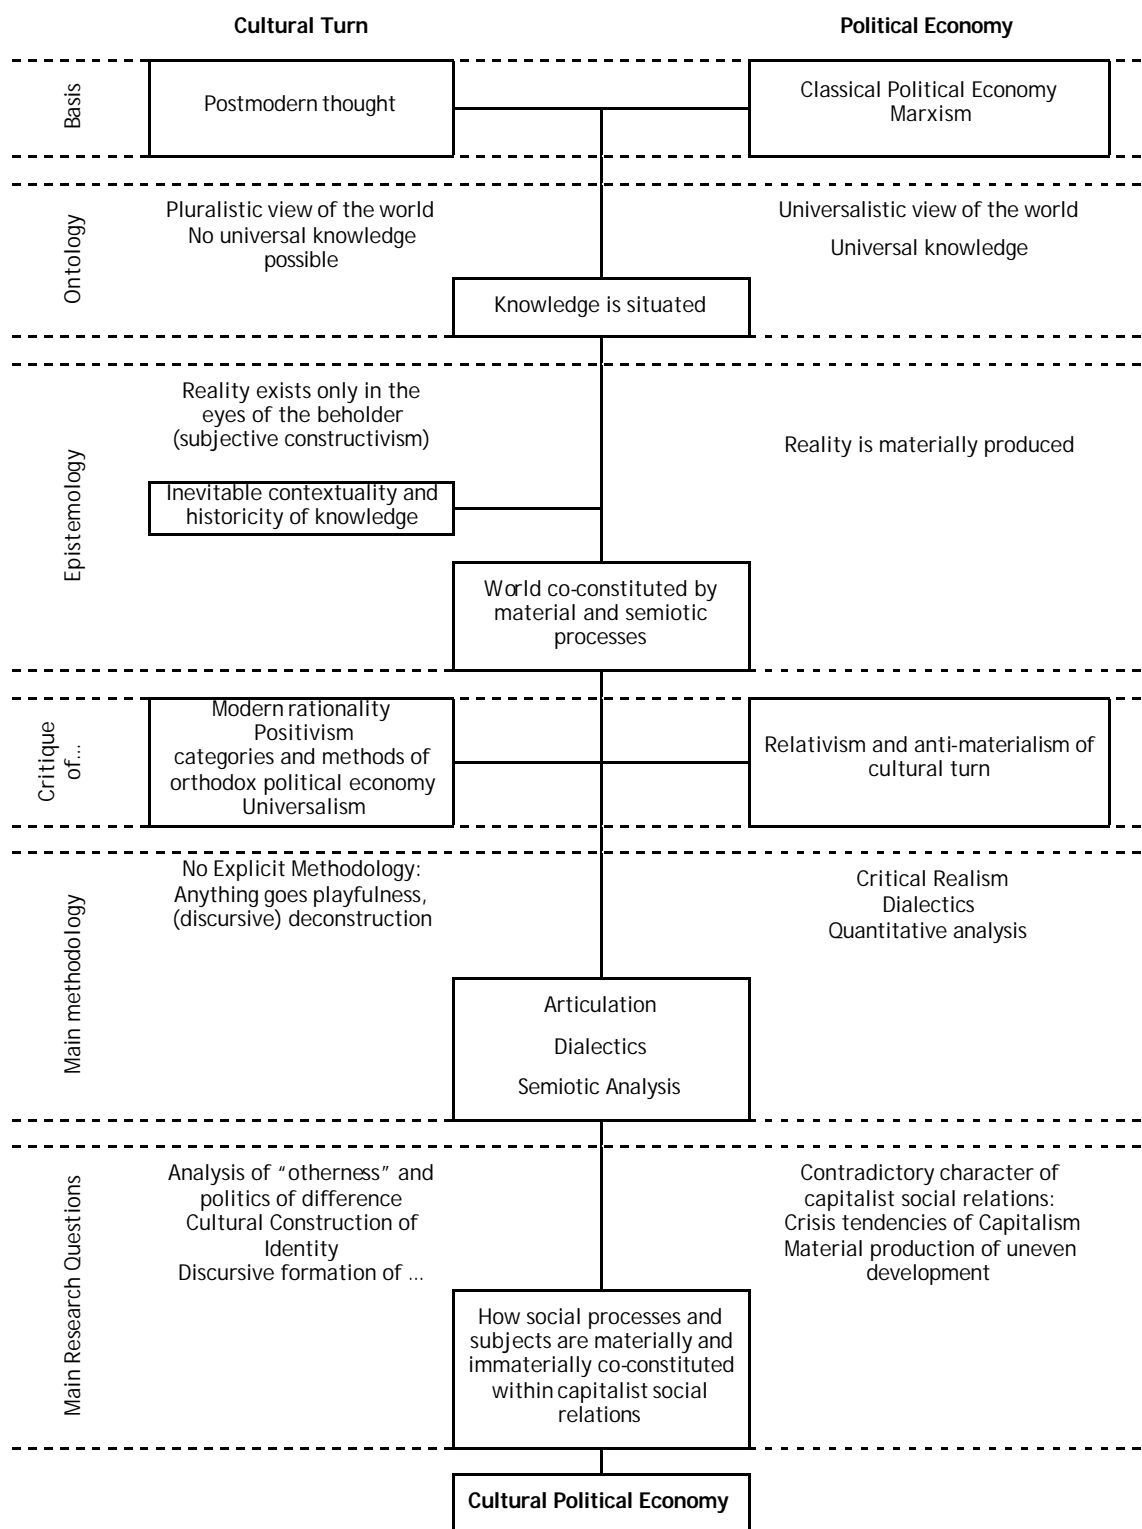 Cultural Turn
Political Economy
Basis
Postmodern thought
Classical Political Economy
Marxism
Ontology
Pluralistic view of the world
No universal knowledge
possible
Universalistic view of the world
Universal knowledge
Knowledge is situated
Epistemology
Reality exists only in the
eyes of the beholder
(subjective constructivism)
Reality is materially produced
Inevitable contextuality and
historicity of knowledge
World co-constituted by
material and semiotic
processes
Critique
of...
Modern rationality
Positivism
categories and methods of
orthodox political economy
Universalism
Relativism and anti-materialism of
cultural turn
Main methodology
No Explicit Methodology:
Anything goes playfulness,
(discursive) deconstruction
Critical Realism
Dialectics
Quantitative analysis
Articulation
Dialectics
Semiotic Analysis
Main Research Questions
Analysis of “otherness” and
politics of difference
Cultural Construction of
Identity
Discursive formation of ...
Contradictory character of
capitalist social relations:
Crisis tendencies of Capitalism
Material production of uneven
development
How social processes and
subjects are materially and
immaterially co-constituted
within capitalist social
relations
Cultural Political Economy